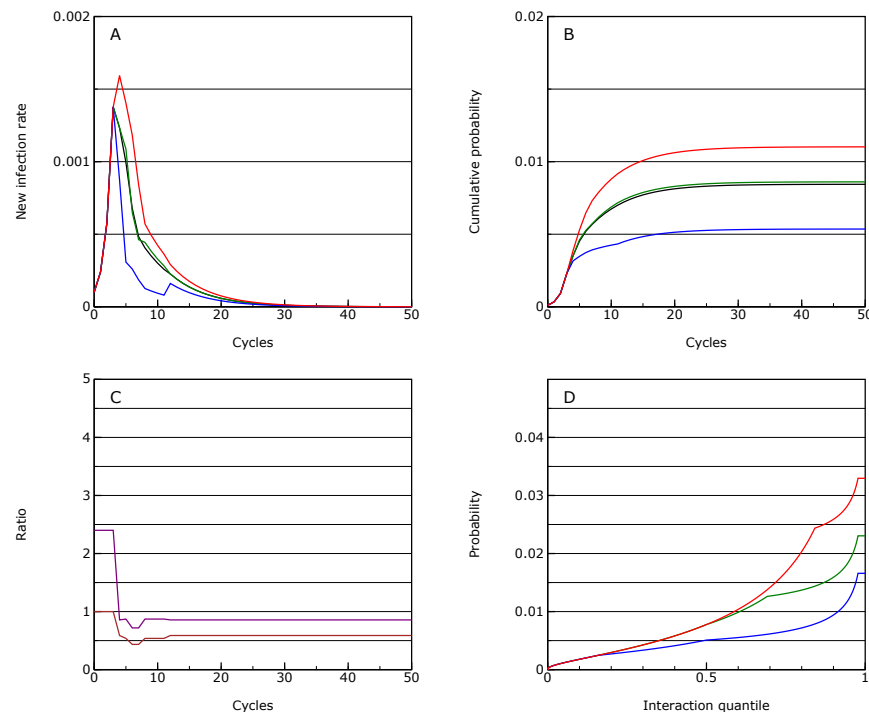 A
0.002
0.001
0
New infection rate
0 10 20 30 40 50
Cycles
B
0.02
0.01
0
Cumulative probability
0 10 20 30 40 50
Cycles
C
5
4
3
2
1
0
Ratio
0 10 20 30 40 50
Cycles
D
0.04
0.03
0.02
0.01
0
Probability
0 0.5 1
Interaction quantile